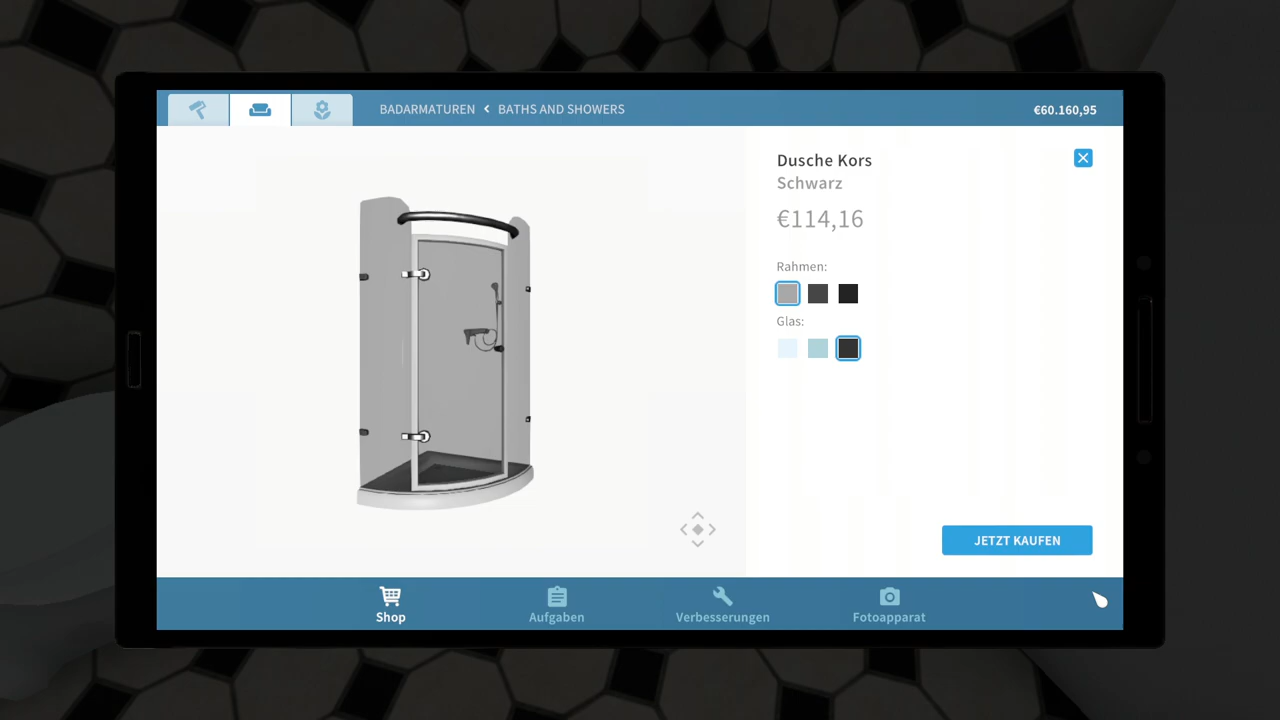 BADARMATUREN < BATHS AND SHOWERS
€60.160,95
Dusche Kors
Schwarz
€114,16
Rahmen:
Glas:
JETZT KAUFEN
Shop
Aufgaben
Verbesserungen
Fotoapparat